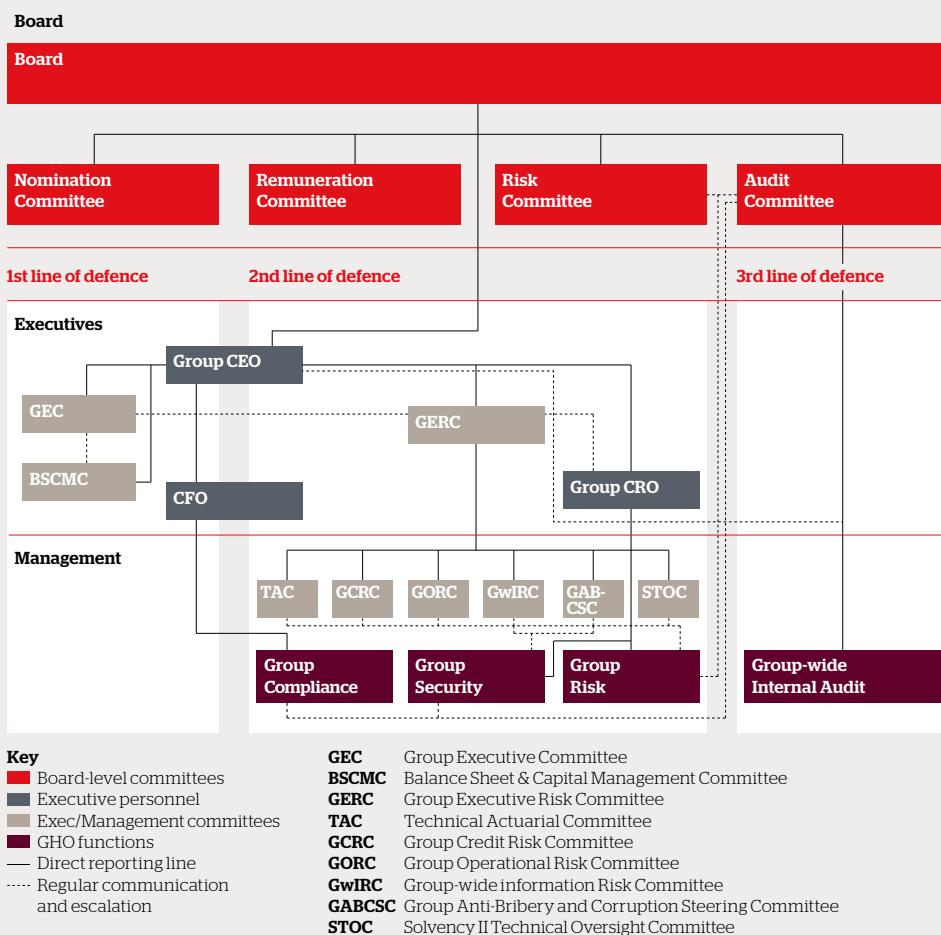 Board
Board
Nomination
Committee
Remuneration
Committee
Risk
Committee
Audit
Committee
1st line of defence
2nd line of defence
3rd line of defence
Executives
Group CEO
GEC
GERC
BSCMC
CFO
Group CRO
Management
TAC
GCRC
GORC
GwIRC
GAB-
CSC
STOC
Group
Compliance
Group
Security
Group
Risk
Group-wide
Internal Audit
Key
Board-level committees
Executive personnel
Exec/Management committees
GHO functions
Direct reporting line
Regular communication
and escalation
GEC Group Executive Committee
BSCMC Balance Sheet & Capital Management Committee
GERC Group Executive Risk Committee
TAC Technical Actuarial Committee
GCRC Group Credit Risk Committee
GORC Group Operational Risk Committee
GwIRC Group-wide information Risk Committee
GABCSC Group Anti-Bribery and Corruption Steering Committee
STOC Solvency II Technical Oversight Committee